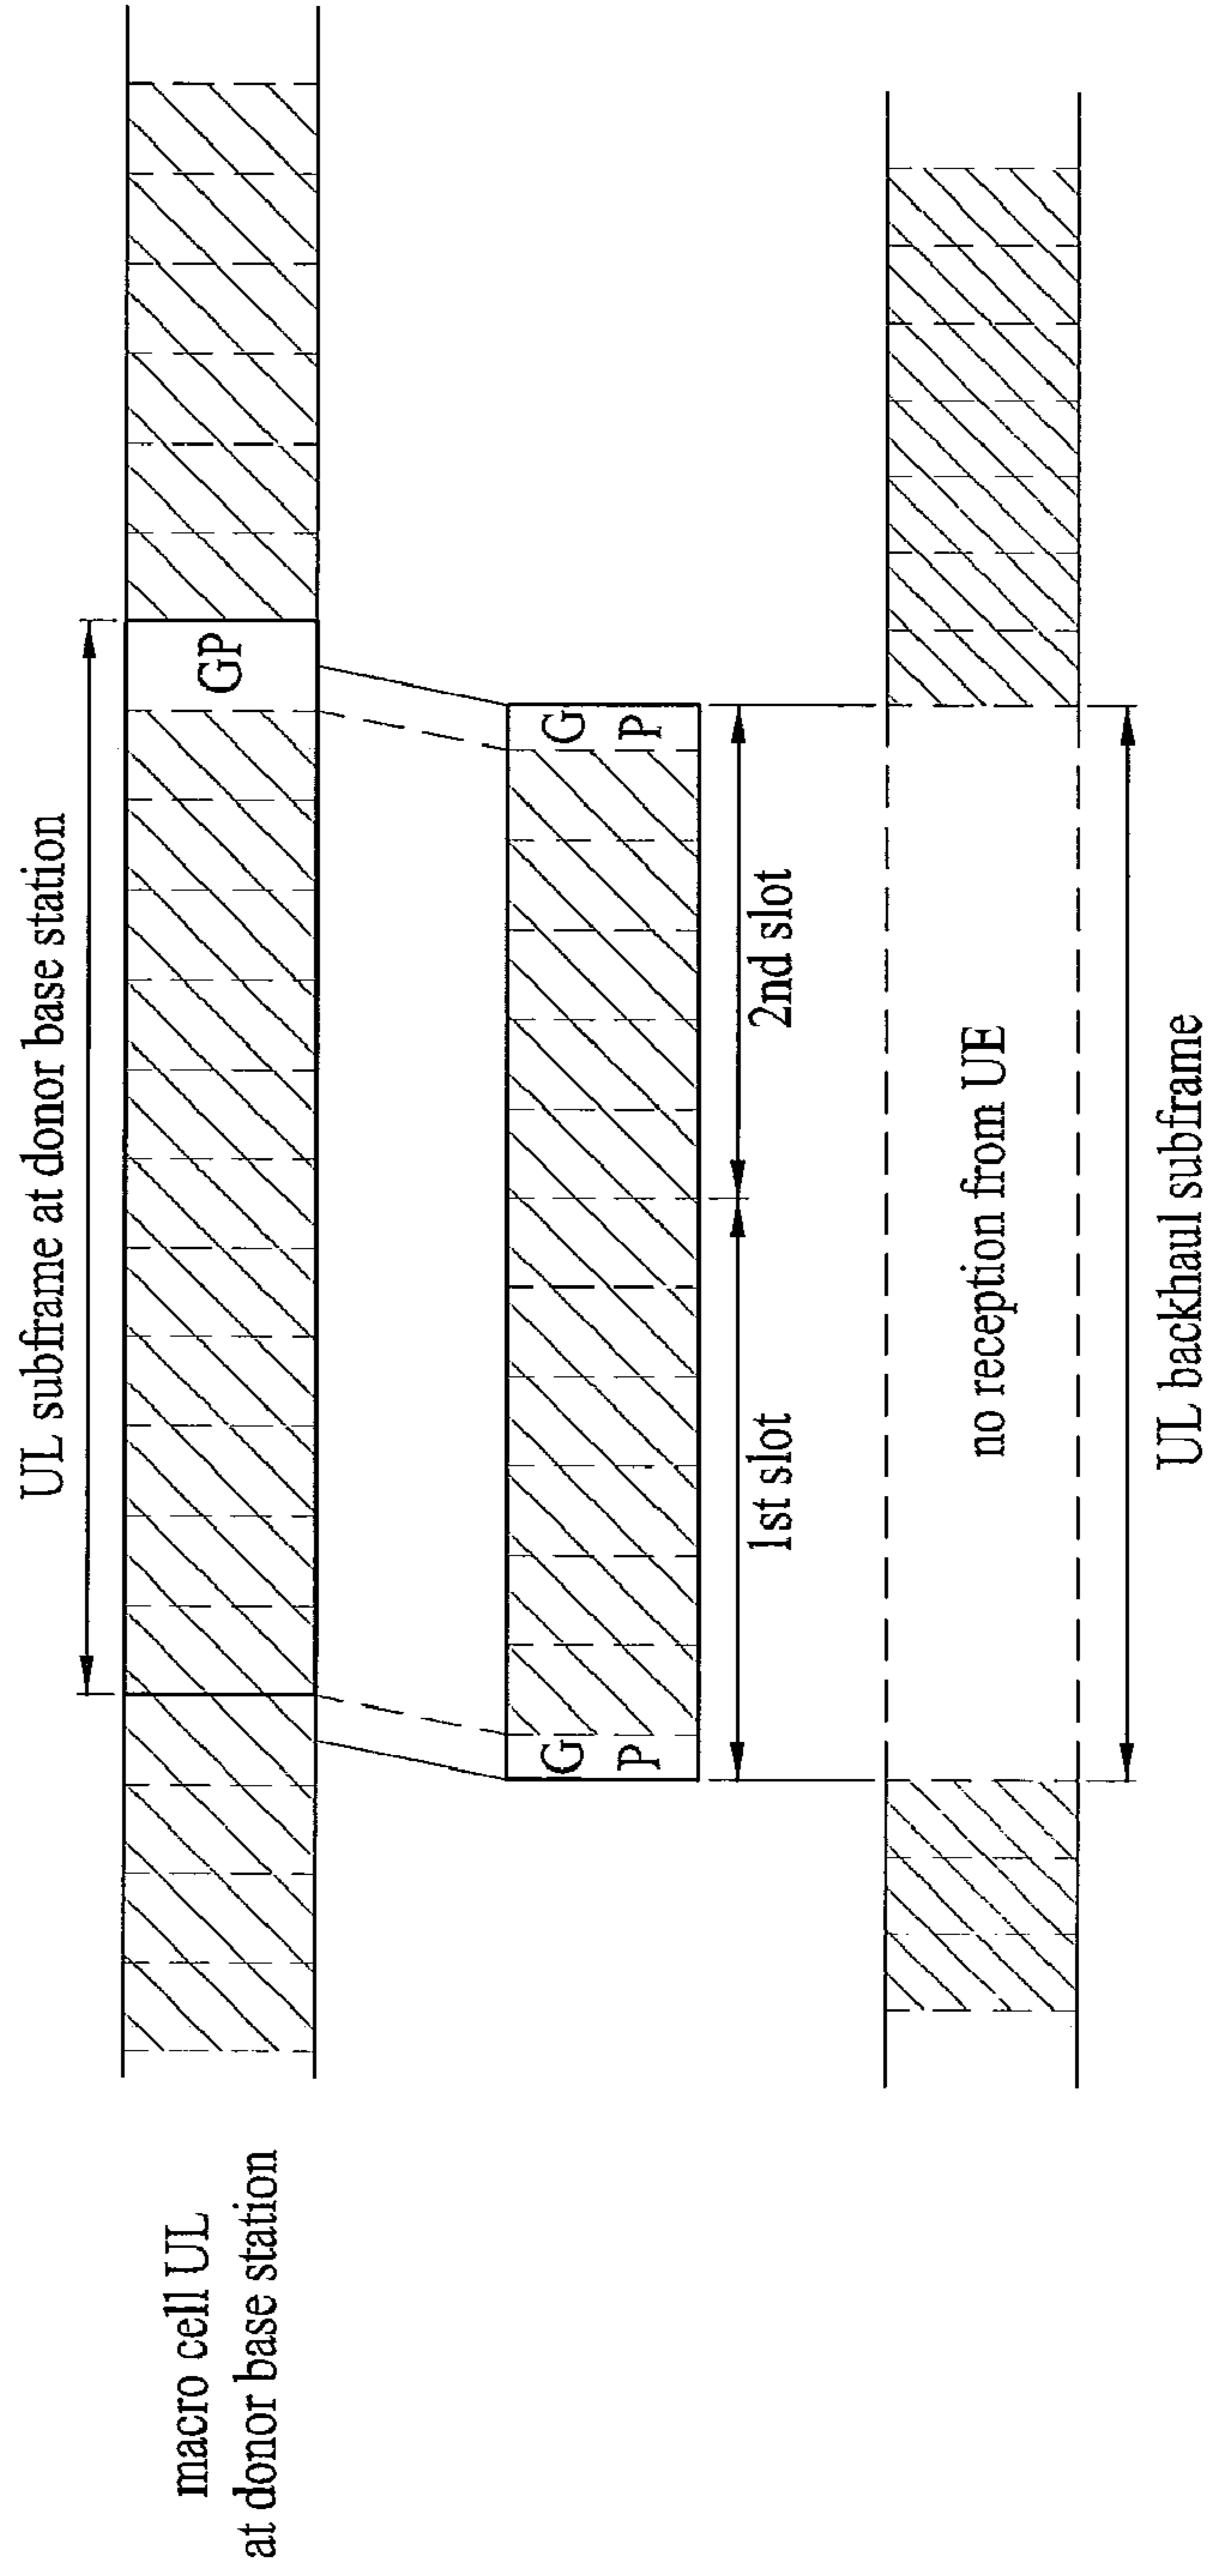 UL subframe at donor base station
macro cell UL
at donor base station
GP
G
P
G
P
1st slot
2nd slot
no reception from UE
UL backhaul subframe